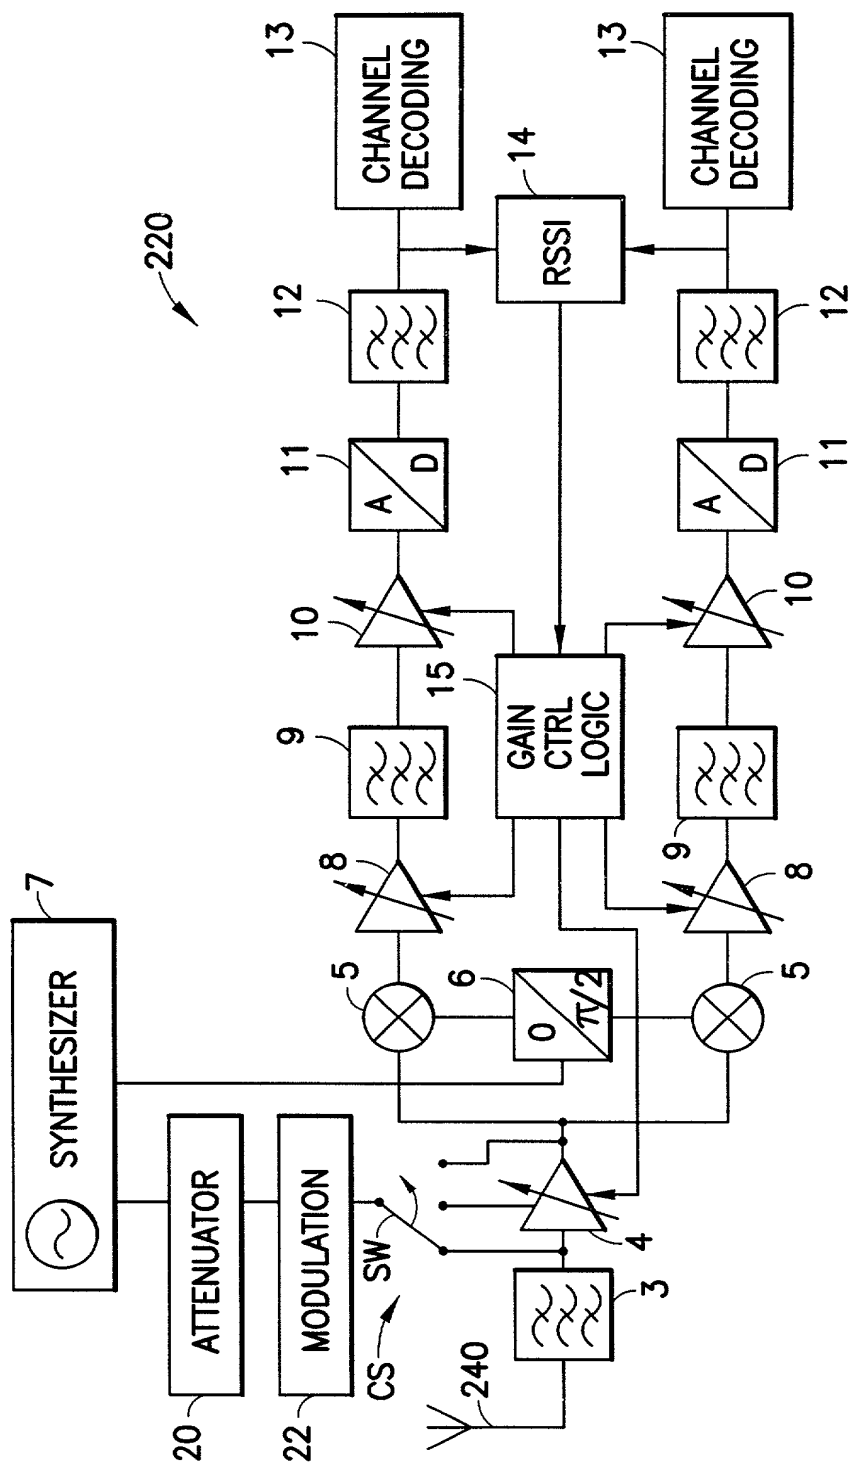 220
7
SYNTHESIZER
20
ATTENUATOR
22
MODULATION
CS
SW
240
3
4
5
6
0
π/2
5
8
8
9
9
15
GAIN
CTRL
LOGIC
10
10
11
A
D
11
A
D
12
12
14
RSSI
13
CHANNEL
DECODING
13
CHANNEL
DECODING